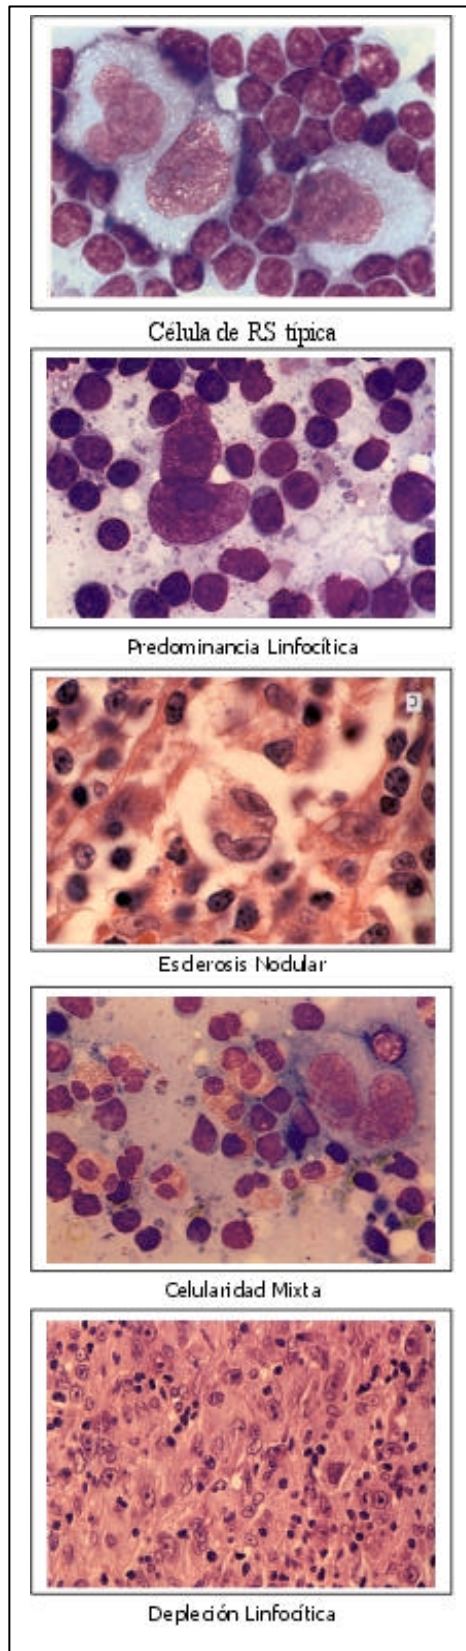 Célula de RS típica
Predominancia Linfocítica
Esclerosis Nodular
Celularidad Mixta
Depleción Linfocítica